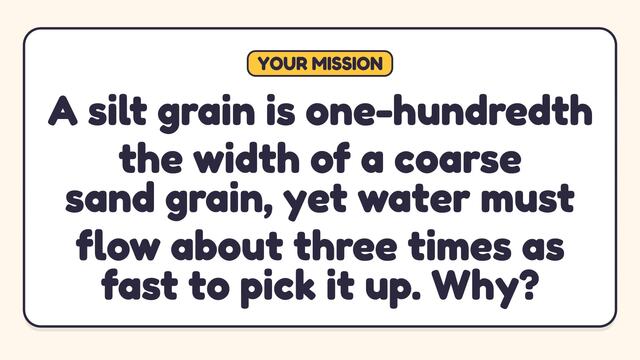 YOUR MISSION
A silt grain is one-hundredth
the width of a coarse
sand grain, yet water must
flow about three times as
fast to pick it up. Why?